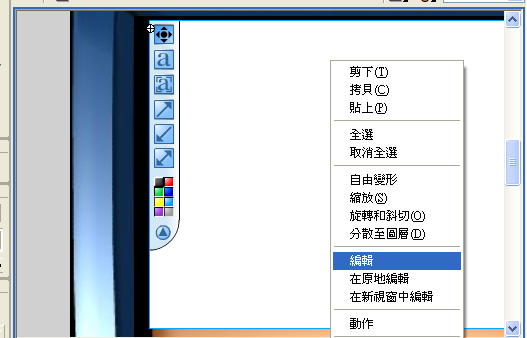 a
a
剪下(T)
拷貝(C)
貼上(P)
全選
取消全選
自由變形
縮放(S)
旋轉和斜切(O)
分散至圖層(D)
編輯
在原地編輯
在新視窗中編輯
動作